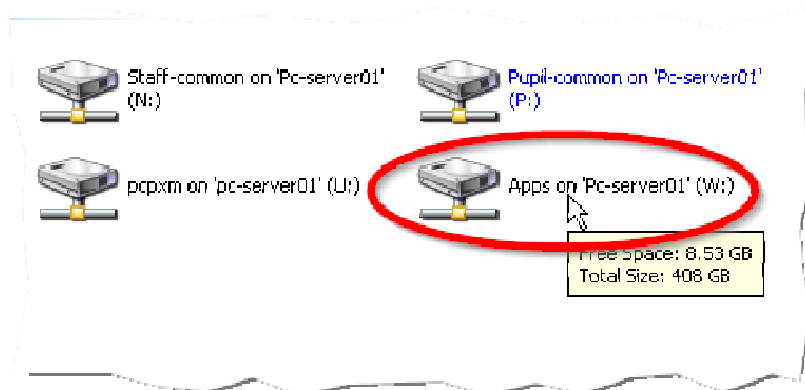 Staff-common on 'Pc-server01' (N:)
Pupil-common on 'Pc-server01' (P:)
pcpxm on 'pc-server01' (U:)
Apps on 'Pc-server01' (W:)
Free Space: 8.53 GB
Total Size: 408 GB